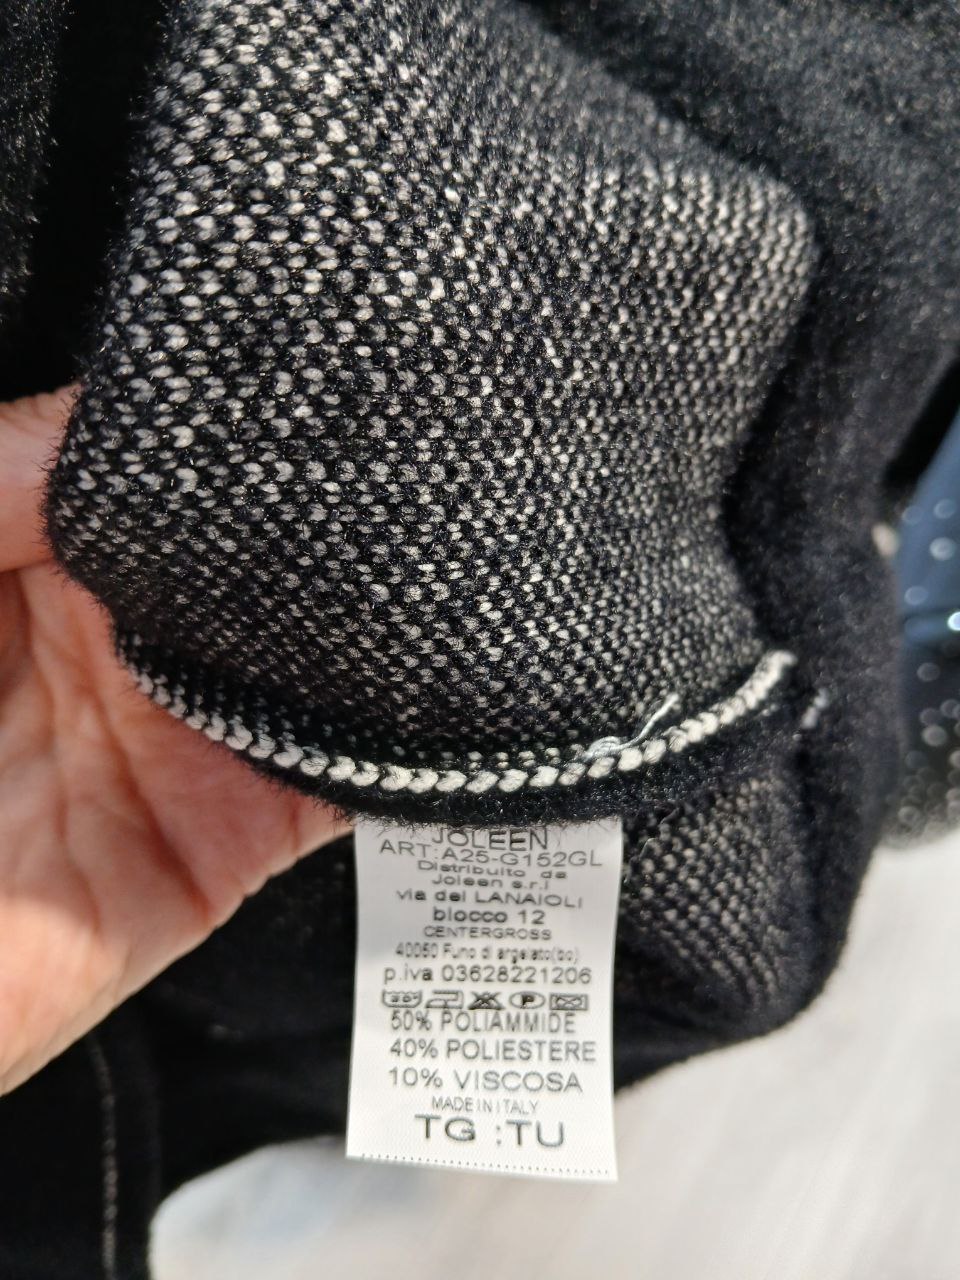 JOLEEN
ART:A25-G152GL
Distribuito da
Joleen s.r.l
via dei LANAIOLI
blocco 12
CENTERGROSS
40050 Funo di argelato(bo)
p.iva 03628221206
P
50% POLIAMMIDE
40% POLIESTERE
10% VISCOSA
MADE IN ITALY
TG :TU